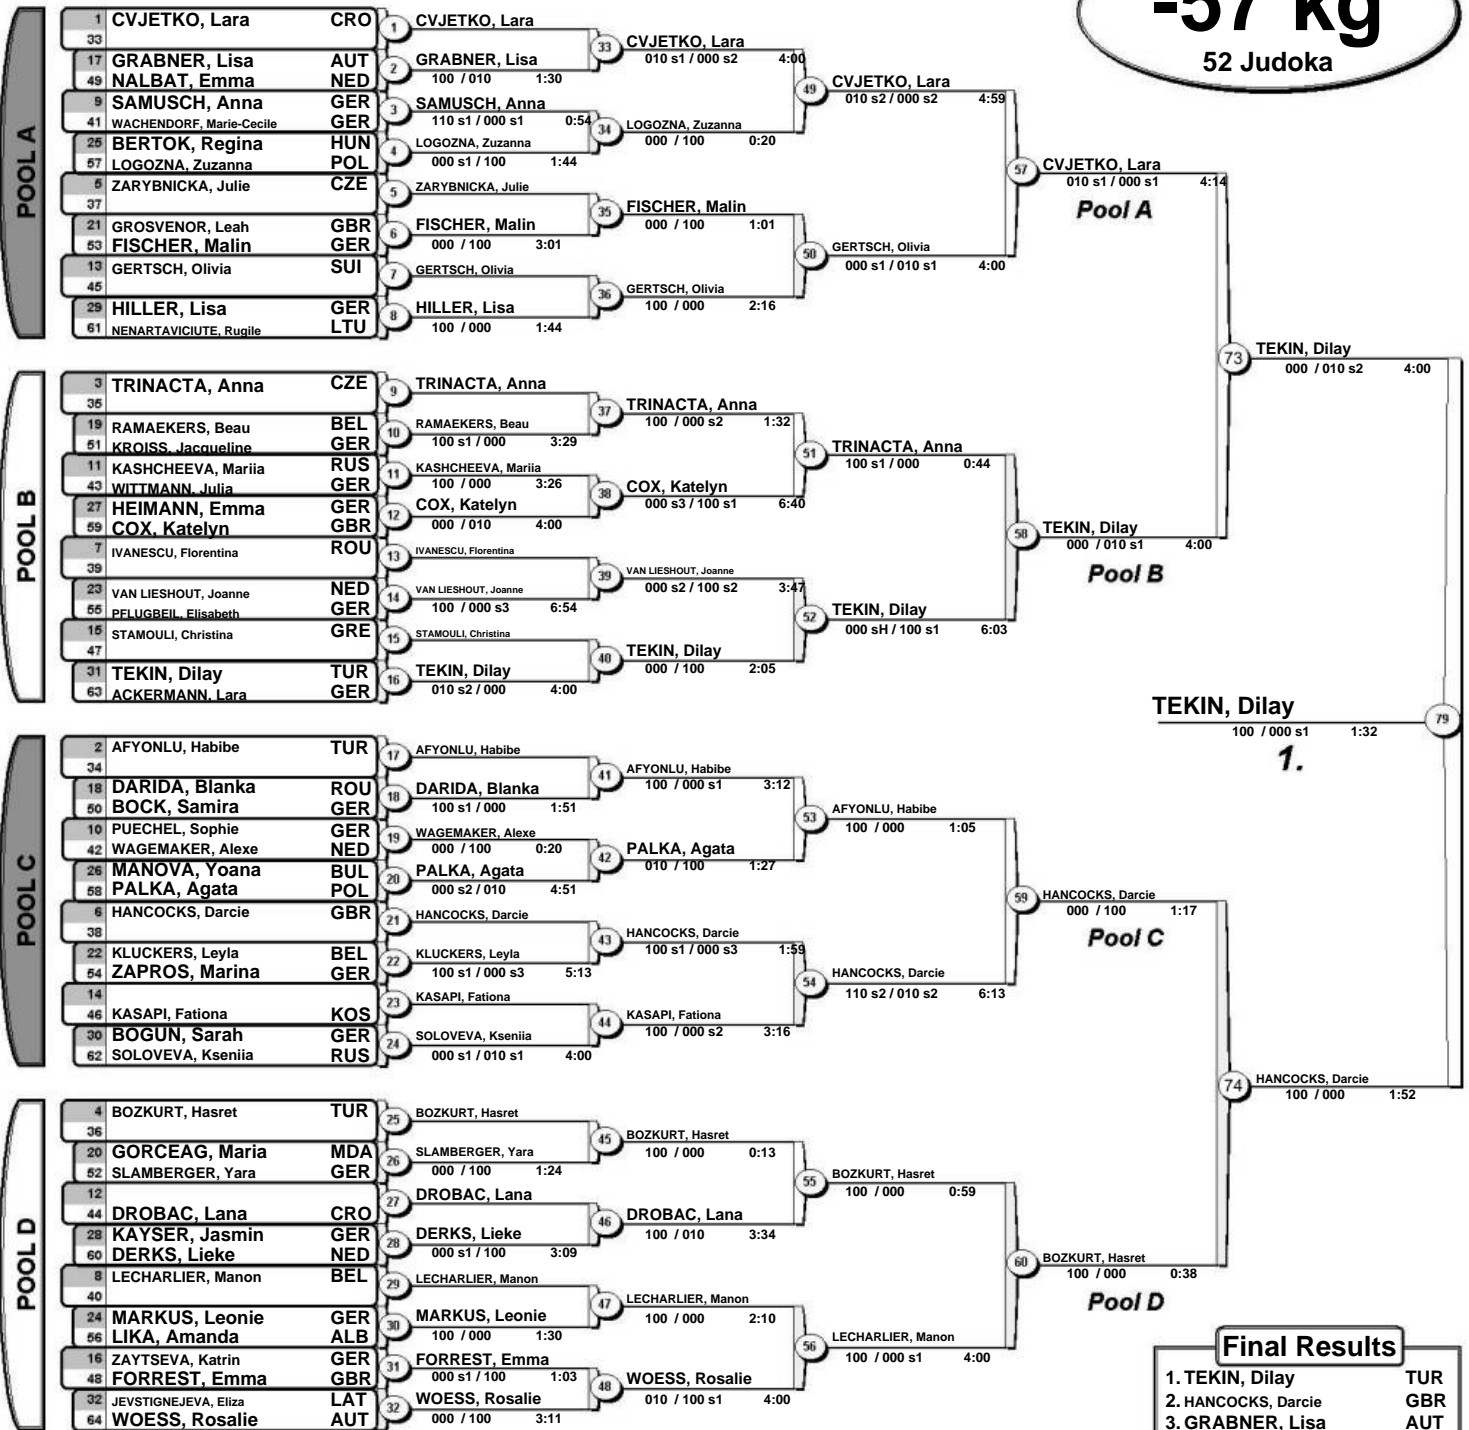 -57 kg
52 Judoka
POOL A
1 CVJETKO, Lara CRO
33
17 GRABNER, Lisa AUT
49 NALBAT, Emma NED
9 SAMUSCH, Anna GER
41 WACHENDORF, Marie-Cecile GER
25 BERTOK, Regina HUN
57 LOGOZNA, Zuzanna POL
5 ZARYBNICKA, Julie CZE
37
21 GROSVENOR, Leah GBR
53 FISCHER, Malin GER
13 GERTSCH, Olivia SUI
45
29 HILLER, Lisa GER
61 NENARTAVICIUTE, Rugile LTU
1 CVJETKO, Lara
2 GRABNER, Lisa
100 / 010 1:30
3 SAMUSCH, Anna
110 s1 / 000 s1 0:54
4 LOGOZNA, Zuzanna
000 s1 / 100 1:44
5 ZARYBNICKA, Julie
6 FISCHER, Malin
000 / 100 3:01
7 GERTSCH, Olivia
8 HILLER, Lisa
100 / 000 1:44
33 CVJETKO, Lara
010 s1 / 000 s2 4:00
34 LOGOZNA, Zuzanna
000 / 100 0:20
35 FISCHER, Malin
000 / 100 1:01
36 GERTSCH, Olivia
100 / 000 2:16
49 CVJETKO, Lara
010 s2 / 000 s2 4:59
50 GERTSCH, Olivia
000 s1 / 010 s1 4:00
57 CVJETKO, Lara
010 s1 / 000 s1 4:14
Pool A
POOL B
3 TRINACTA, Anna CZE
35
19 RAMAEKERS, Beau BEL
51 KROISS, Jacqueline GER
11 KASHCHEEVA, Mariia RUS
43 WITTMANN, Julia GER
27 HEIMANN, Emma GER
59 COX, Katelyn GBR
7 IVANESCU, Florentina ROU
39
23 VAN LIESHOUT, Joanne NED
55 PFLUGBEIL, Elisabeth GER
15 STAMOULI, Christina GRE
47
31 TEKIN, Dilay TUR
63 ACKERMANN, Lara GER
9 TRINACTA, Anna
10 RAMAEKERS, Beau
100 s1 / 000 3:29
11 KASHCHEEVA, Mariia
100 / 000 3:26
12 COX, Katelyn
000 / 010 4:00
13 IVANESCU, Florentina
14 VAN LIESHOUT, Joanne
100 / 000 s3 6:54
15 STAMOULI, Christina
16 TEKIN, Dilay
010 s2 / 000 4:00
37 TRINACTA, Anna
100 / 000 s2 1:32
38 COX, Katelyn
000 s3 / 100 s1 6:40
39 VAN LIESHOUT, Joanne
000 s2 / 100 s2 3:47
40 TEKIN, Dilay
000 / 100 2:05
51 TRINACTA, Anna
100 s1 / 000 0:44
52 TEKIN, Dilay
000 sH / 100 s1 6:03
58 TEKIN, Dilay
000 / 010 s1 4:00
Pool B
73 TEKIN, Dilay
000 / 010 s2 4:00
TEKIN, Dilay 79
100 / 000 s1 1:32
1.
POOL C
2 AFYONLU, Habibe TUR
34
18 DARIDA, Blanka ROU
50 BOCK, Samira GER
10 PUECHEL, Sophie GER
42 WAGEMAKER, Alexe NED
26 MANOVA, Yoana BUL
58 PALKA, Agata POL
6 HANCOCKS, Darcie GBR
38
22 KLUCKERS, Leyla BEL
54 ZAPROS, Marina GER
14
46 KASAPI, Fationa KOS
30 BOGUN, Sarah GER
62 SOLOVEVA, Kseniia RUS
17 AFYONLU, Habibe
18 DARIDA, Blanka
100 s1 / 000 1:51
19 WAGEMAKER, Alexe
000 / 100 0:20
20 PALKA, Agata
000 s2 / 010 4:51
21 HANCOCKS, Darcie
22 KLUCKERS, Leyla
100 s1 / 000 s3 5:13
23 KASAPI, Fationa
24 SOLOVEVA, Kseniia
000 s1 / 010 s1 4:00
41 AFYONLU, Habibe
100 / 000 s1 3:12
42 PALKA, Agata
010 / 100 1:27
43 HANCOCKS, Darcie
100 s1 / 000 s3 1:59
44 KASAPI, Fationa
100 / 000 s2 3:16
53 AFYONLU, Habibe
100 / 000 1:05
54 HANCOCKS, Darcie
110 s2 / 010 s2 6:13
59 HANCOCKS, Darcie
000 / 100 1:17
Pool C
74 HANCOCKS, Darcie
100 / 000 1:52
POOL D
4 BOZKURT, Hasret TUR
36
20 GORCEAG, Maria MDA
52 SLAMBERGER, Yara GER
12
44 DROBAC, Lana CRO
28 KAYSER, Jasmin GER
60 DERKS, Lieke NED
8 LECHARLIER, Manon BEL
40
24 MARKUS, Leonie GER
56 LIKA, Amanda ALB
16 ZAYTSEVA, Katrin GER
48 FORREST, Emma GBR
32 JEVSTIGNEJEVA, Eliza LAT
64 WOESS, Rosalie AUT
25 BOZKURT, Hasret
26 SLAMBERGER, Yara
000 / 100 1:24
27 DROBAC, Lana
28 DERKS, Lieke
000 s1 / 100 3:09
29 LECHARLIER, Manon
30 MARKUS, Leonie
100 / 000 1:30
31 FORREST, Emma
000 s1 / 100 1:03
32 WOESS, Rosalie
000 / 100 3:11
45 BOZKURT, Hasret
100 / 000 0:13
46 DROBAC, Lana
100 / 010 3:34
47 LECHARLIER, Manon
100 / 000 2:10
48 WOESS, Rosalie
010 / 100 s1 4:00
55 BOZKURT, Hasret
100 / 000 0:59
56 LECHARLIER, Manon
100 / 000 s1 4:00
60 BOZKURT, Hasret
100 / 000 0:38
Pool D
Final Results
1. TEKIN, Dilay TUR
2. HANCOCKS, Darcie GBR
3. GRABNER, Lisa AUT